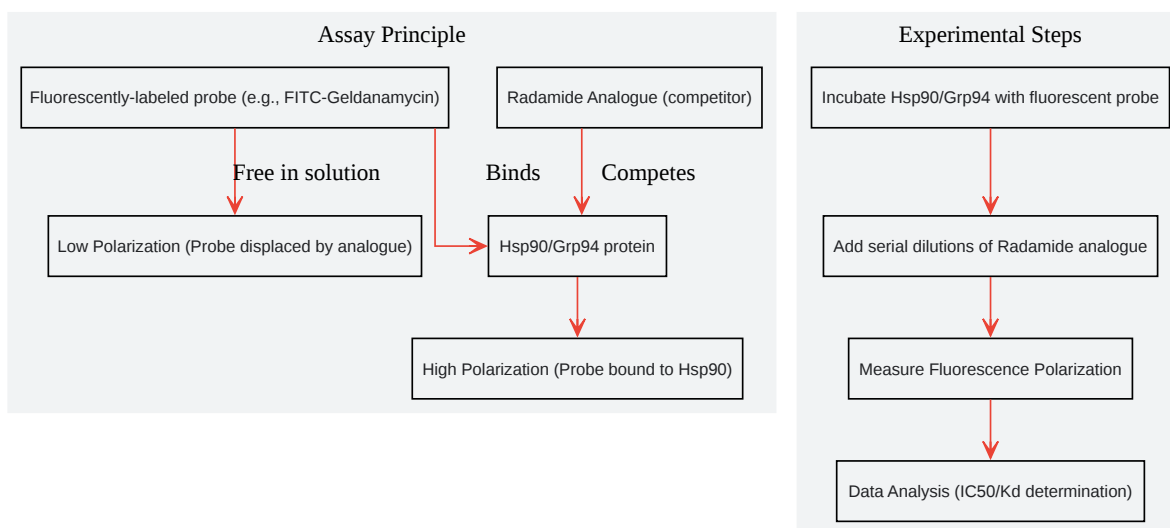 Assay Principle
Fluorescently-labeled probe (e.g., FITC-Geldanamycin)
Radamide Analogue (competitor)
Free in solution
Binds
Competes
Low Polarization (Probe displaced by analogue)
Hsp90/Grp94 protein
High Polarization (Probe bound to Hsp90)
Experimental Steps
Incubate Hsp90/Grp94 with fluorescent probe
Add serial dilutions of Radamide analogue
Measure Fluorescence Polarization
Data Analysis (IC50/Kd determination)